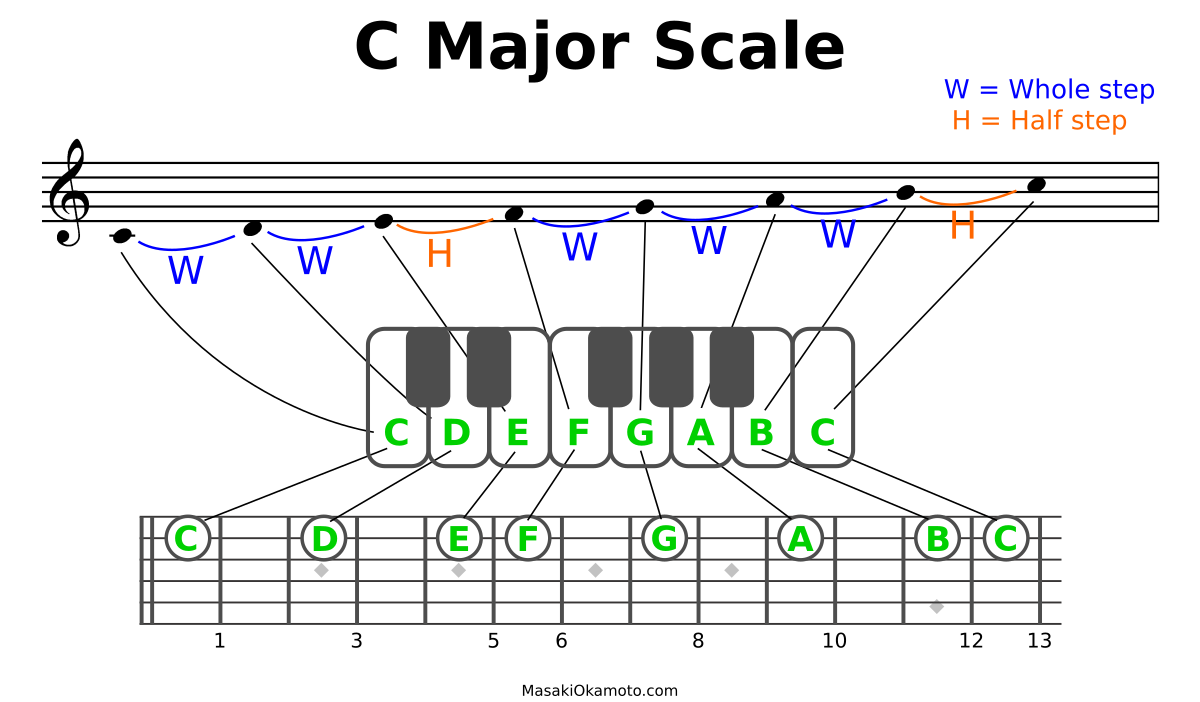 C Major Scale
W = Whole step
H = Half step
W W H W W W H
C D E F G A B C
C D E F G A B C
1 3 5 6 8 10 12 13
MasakiOkamoto.com